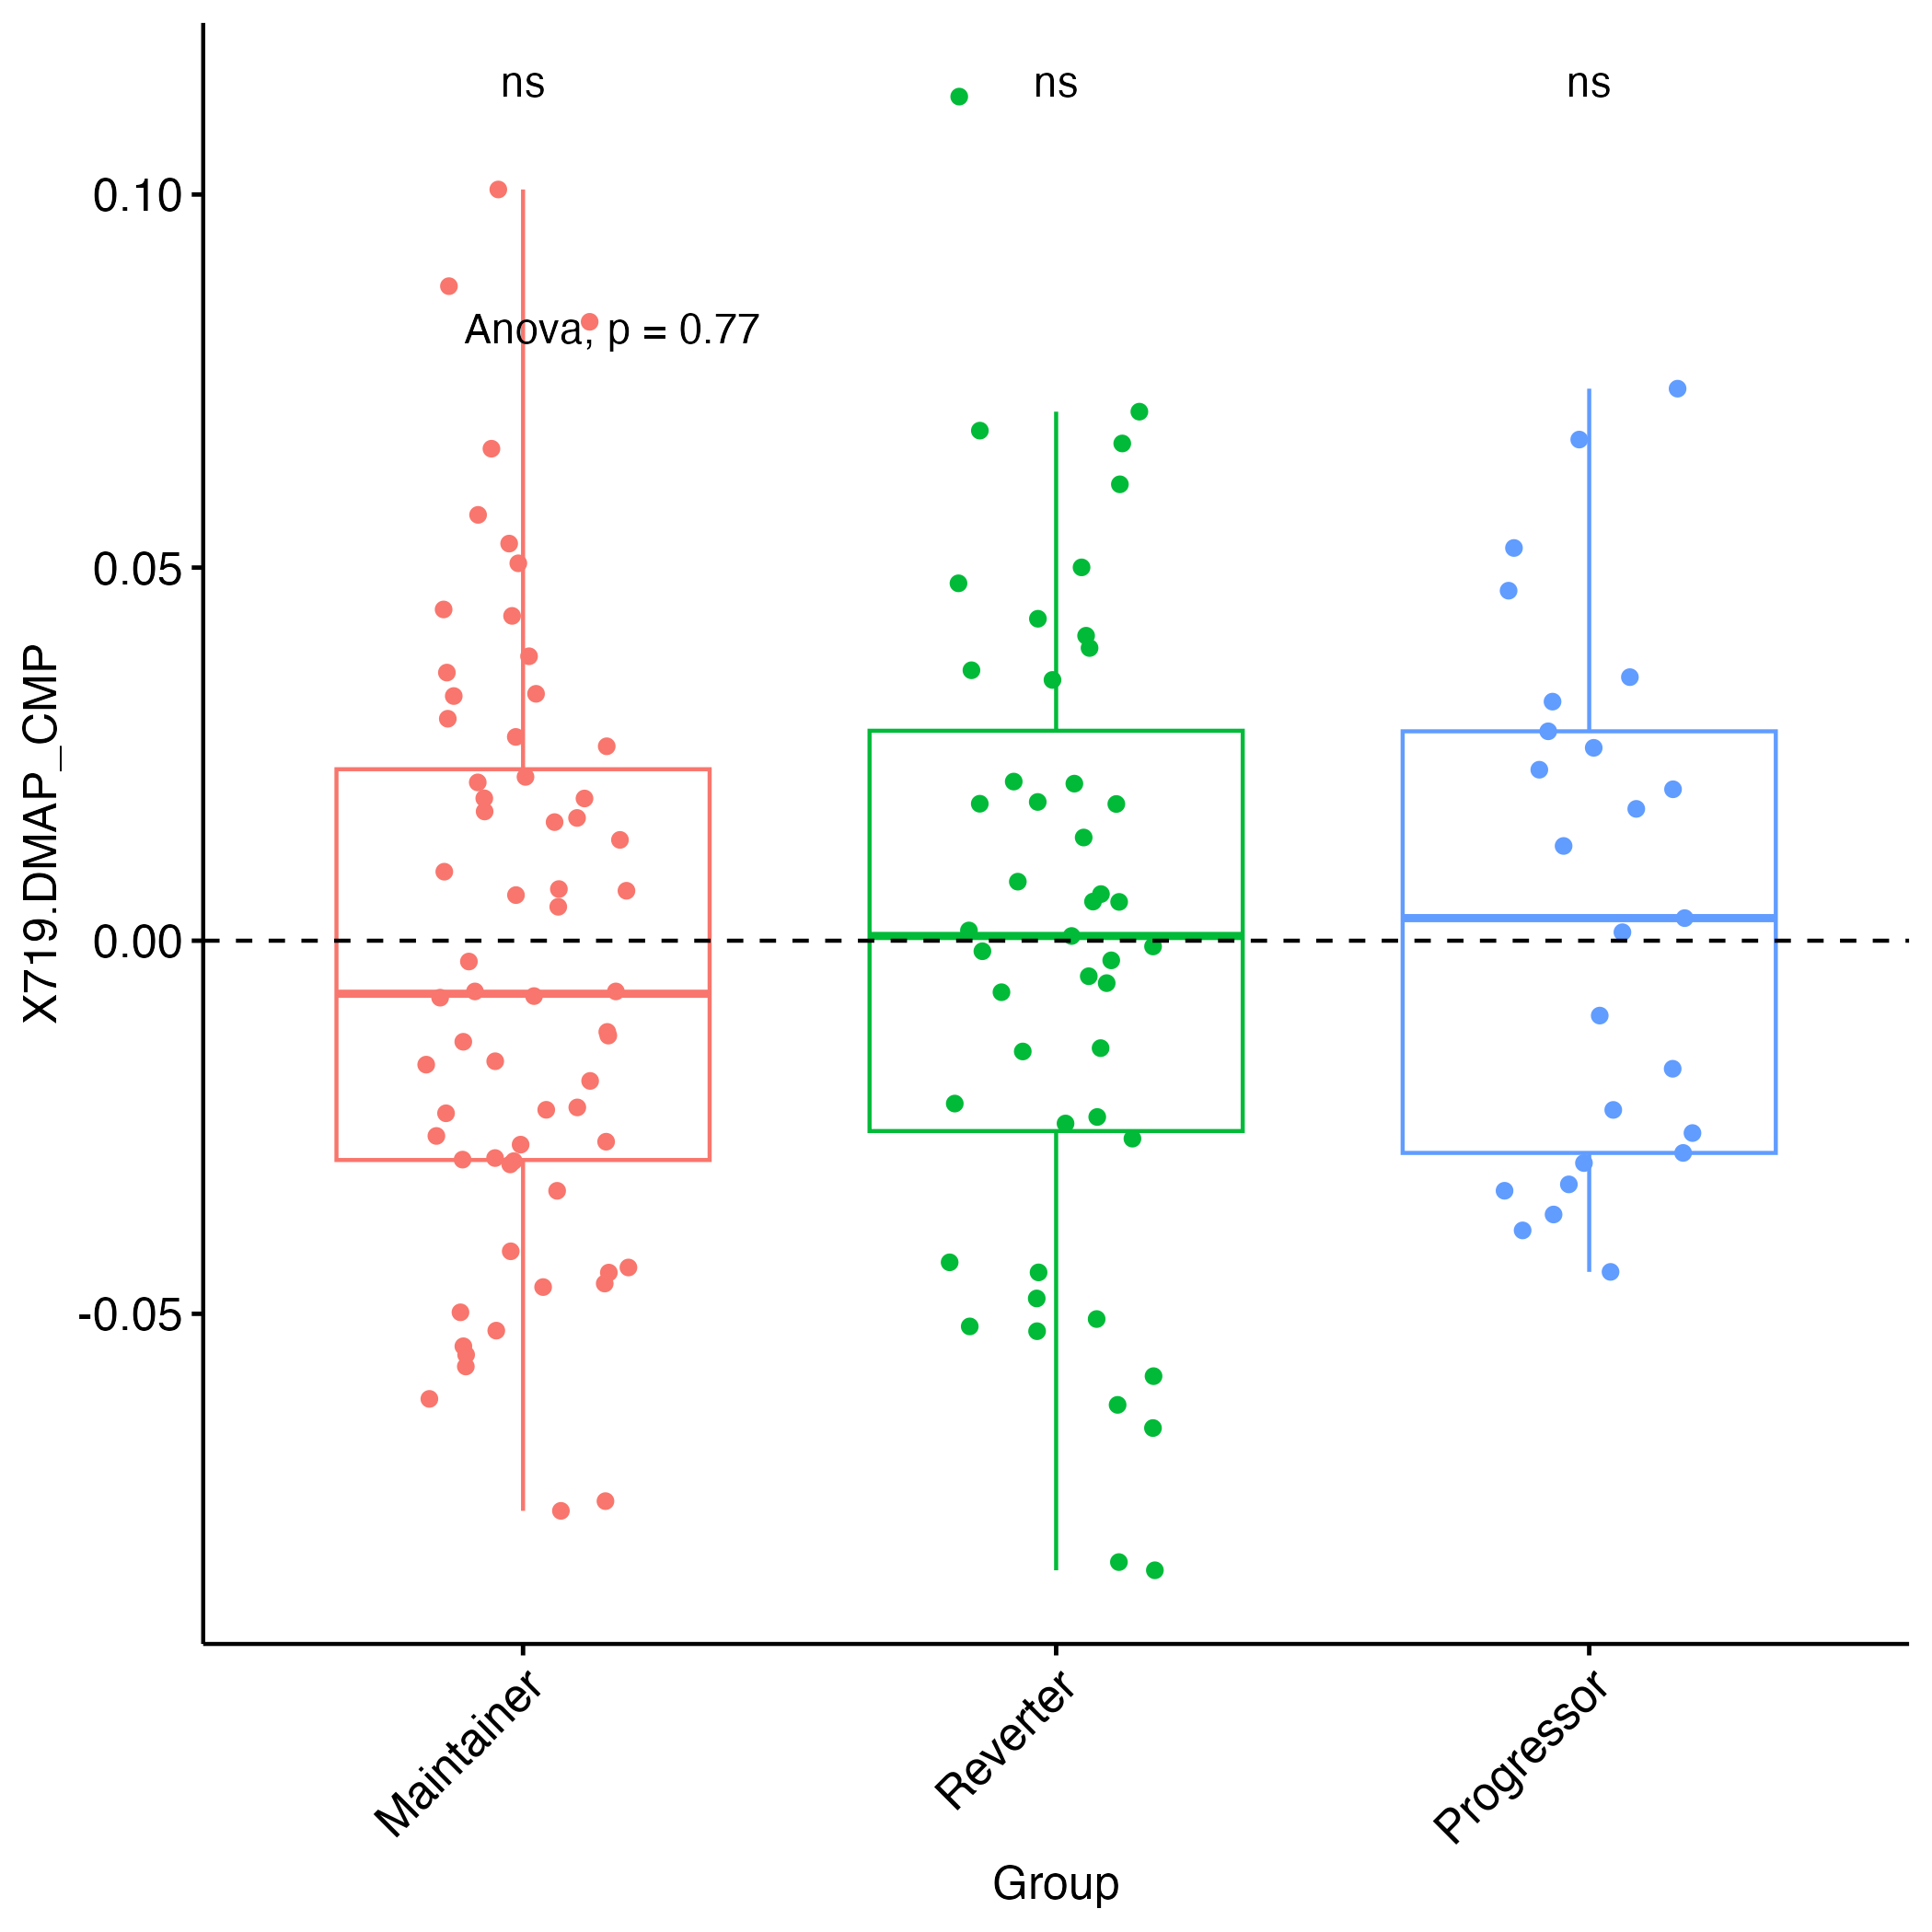 ns ns ns
0.10
Anova, p = 0.77
0.05
0.00
-0.05
X719.DMAP_CMP
Maintainer Reverter Progressor
Group